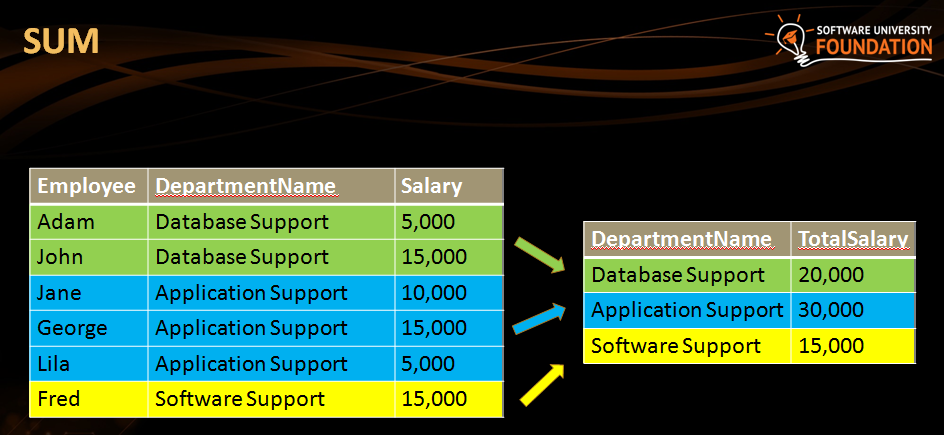 SUM
SOFTWARE UNIVERSITY
FOUNDATION
Employee DepartmentName Salary
Adam Database Support 5,000
John Database Support 15,000
Jane Application Support 10,000
George Application Support 15,000
Lila Application Support 5,000
Fred Software Support 15,000
DepartmentName TotalSalary
Database Support 20,000
Application Support 30,000
Software Support 15,000